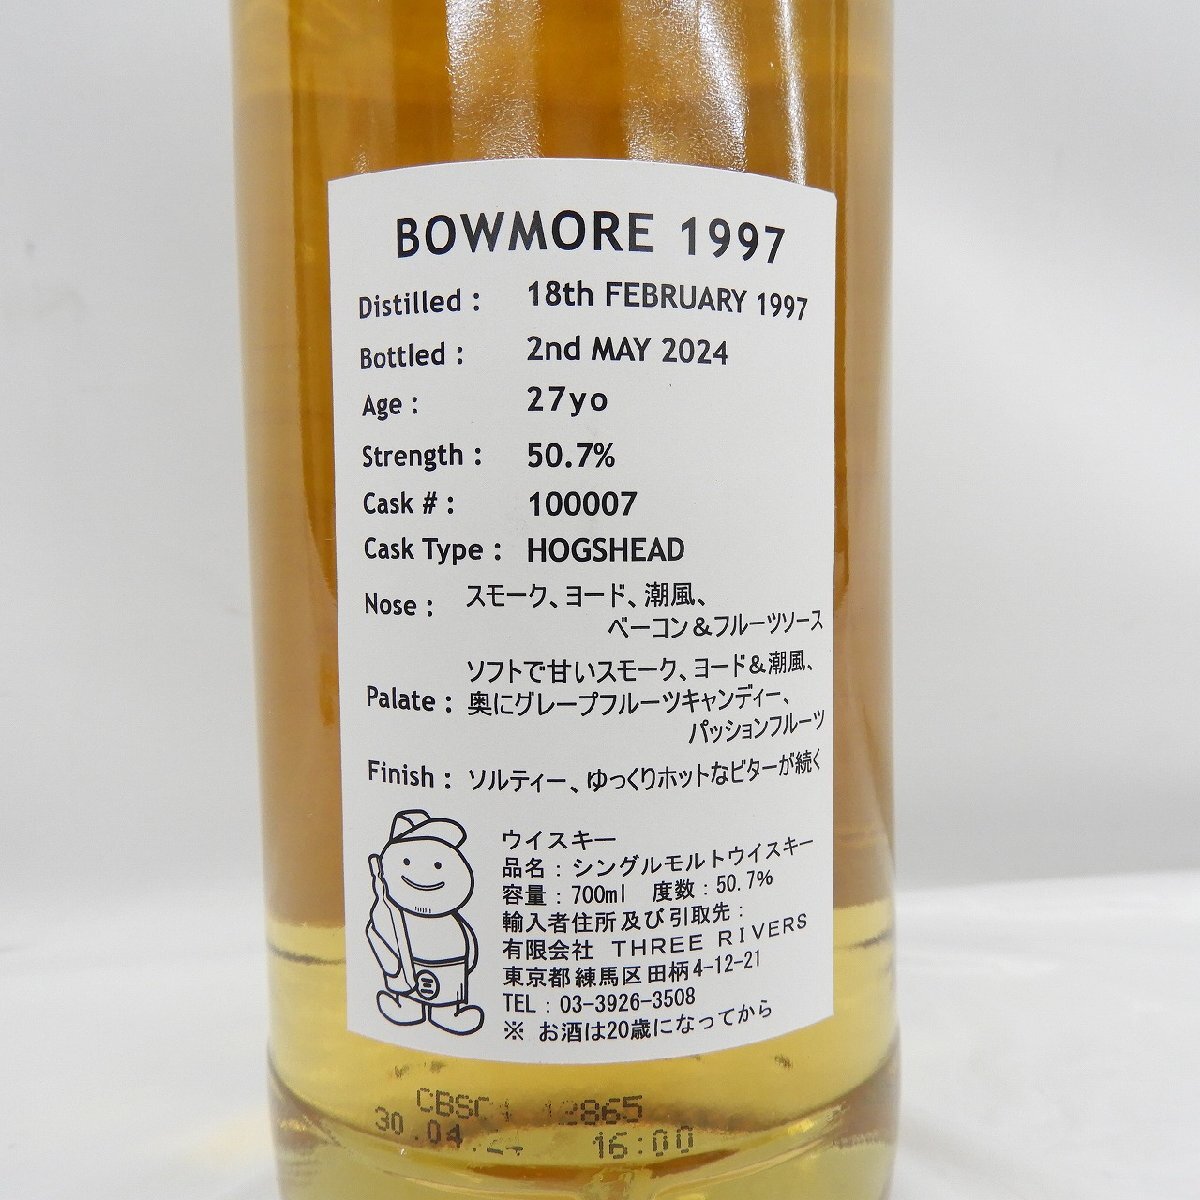 BOWMORE 1997
Distilled : 18th FEBRUARY 1997
Bottled : 2nd MAY 2024
Age : 27yo
Strength : 50.7%
Cask # : 100007
Cask Type : HOGSHEAD
Nose : スモーク、ヨード、潮風、
ベーコン＆フルーツソース
ソフトで甘いスモーク、ヨード＆潮風、
Palate : 奥にグレープフルーツキャンディー、
パッションフルーツ
Finish : ソルティー、ゆっくりホットなビターが続く
ウイスキー
品名：シングルモルトウイスキー
容量：700ml 度数：50.7%
輸入者住所及び引取先：
有限会社 THREE RIVERS
東京都練馬区田柄4-12-21
TEL：03-3926-3508
※ お酒は20歳になってから
三
12865
30.04.24 16:00